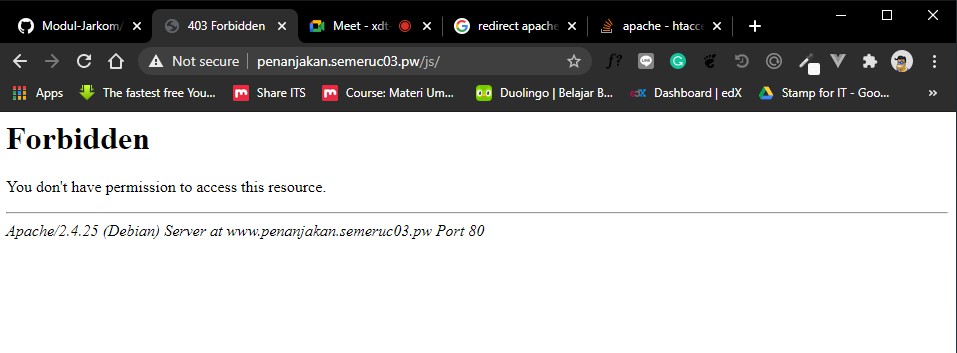 Modul-Jarkom/
403 Forbidden
Meet - xdt-
redirect apache
apache - htacce
Not secure
penanjakan.semeruc03.pw/js/
f?
Apps
The fastest free You...
Share ITS
Course: Materi Um...
Duolingo | Belajar B...
edX
Dashboard | edX
Stamp for IT - Goo...
»
Forbidden
You don't have permission to access this resource.
Apache/2.4.25 (Debian) Server at www.penanjakan.semeruc03.pw Port 80